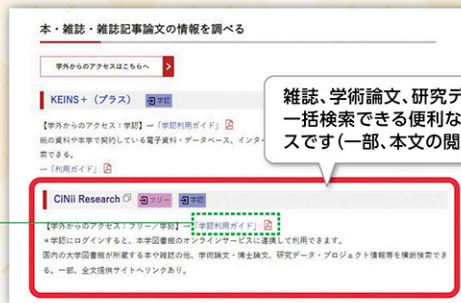 本・雑誌・雑誌記事論文の情報を調べる
学外からのアクセスはこちらへ
KEINS+（プラス） 学認
【学外からのアクセス：学認】→「学認利用ガイド」
紙の資料や本学で契約している電子資料・データベース、インター
索できる。
→「利用ガイド」
雑誌、学術論文、研究デ
一括検索できる便利な
スです（一部、本文の閲
CiNii Research フリー 学認
【学外からのアクセス：フリー／学認】→「学認利用ガイド」
＊学認にログインすると、本学図書館のオンラインサービスに連携して利用できます。
国内の大学図書館が所蔵する本や雑誌の他、学術論文・博士論文、研究データ・プロジェクト情報等を横断検索でき
る。一部、全文提供サイトへリンクあり。